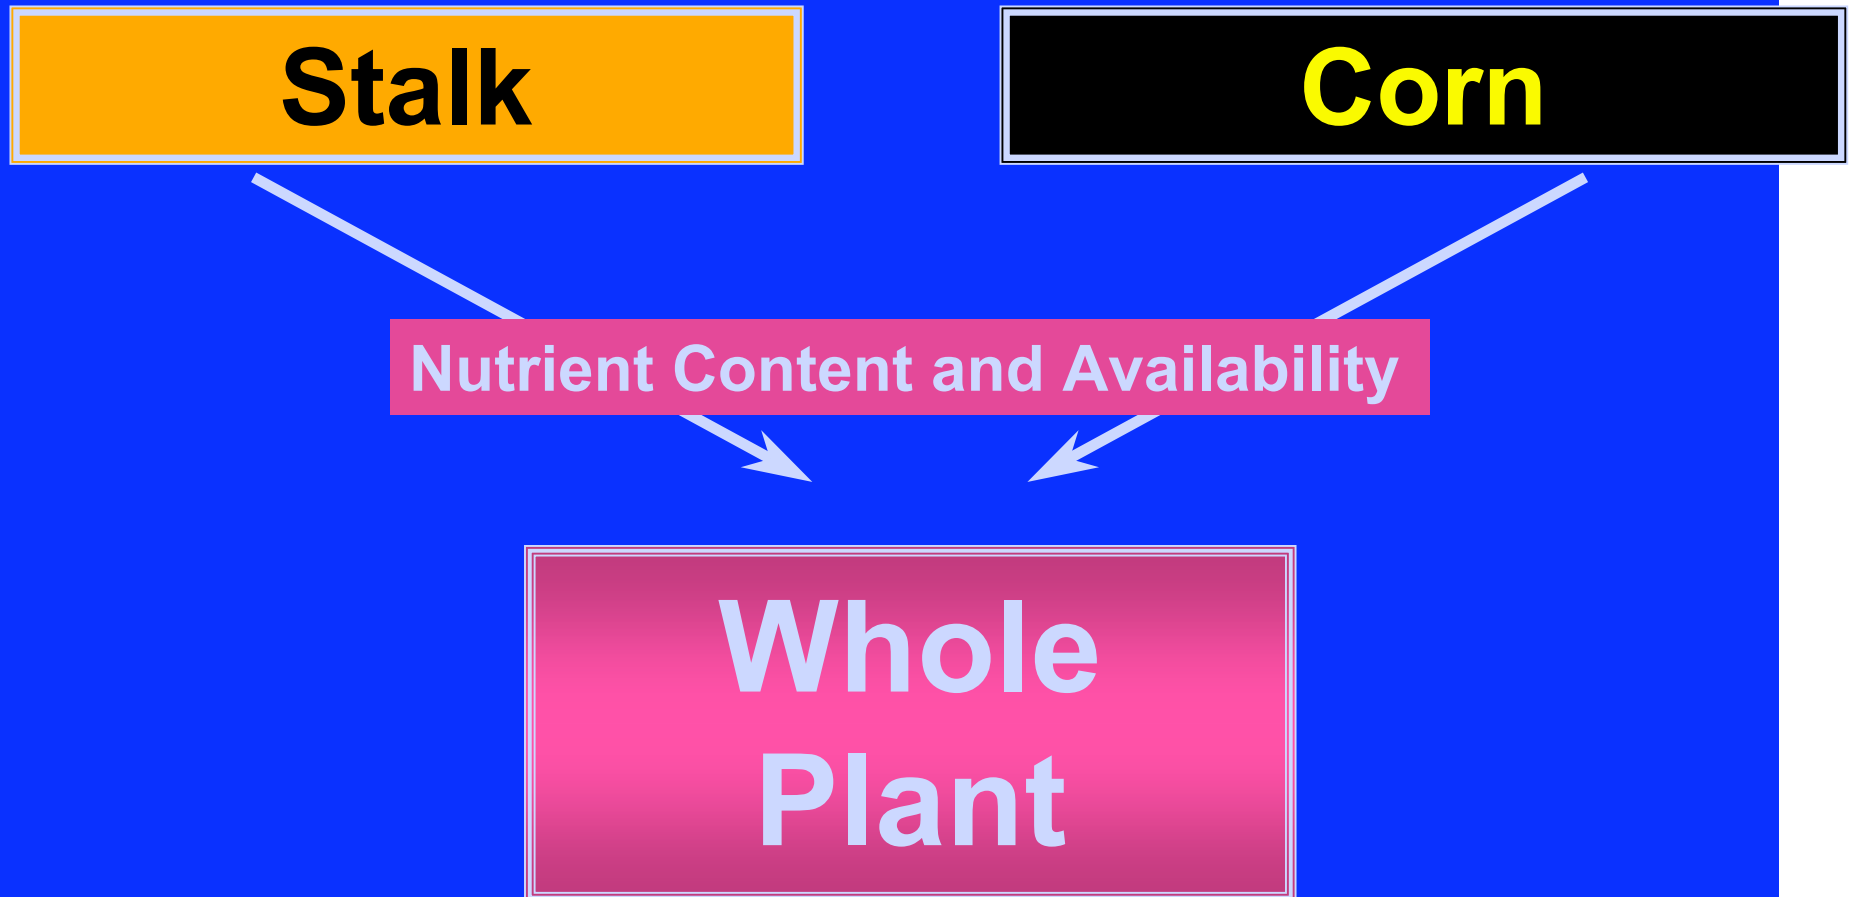 Stalk
Corn
Nutrient Content and Availability
Whole
Plant